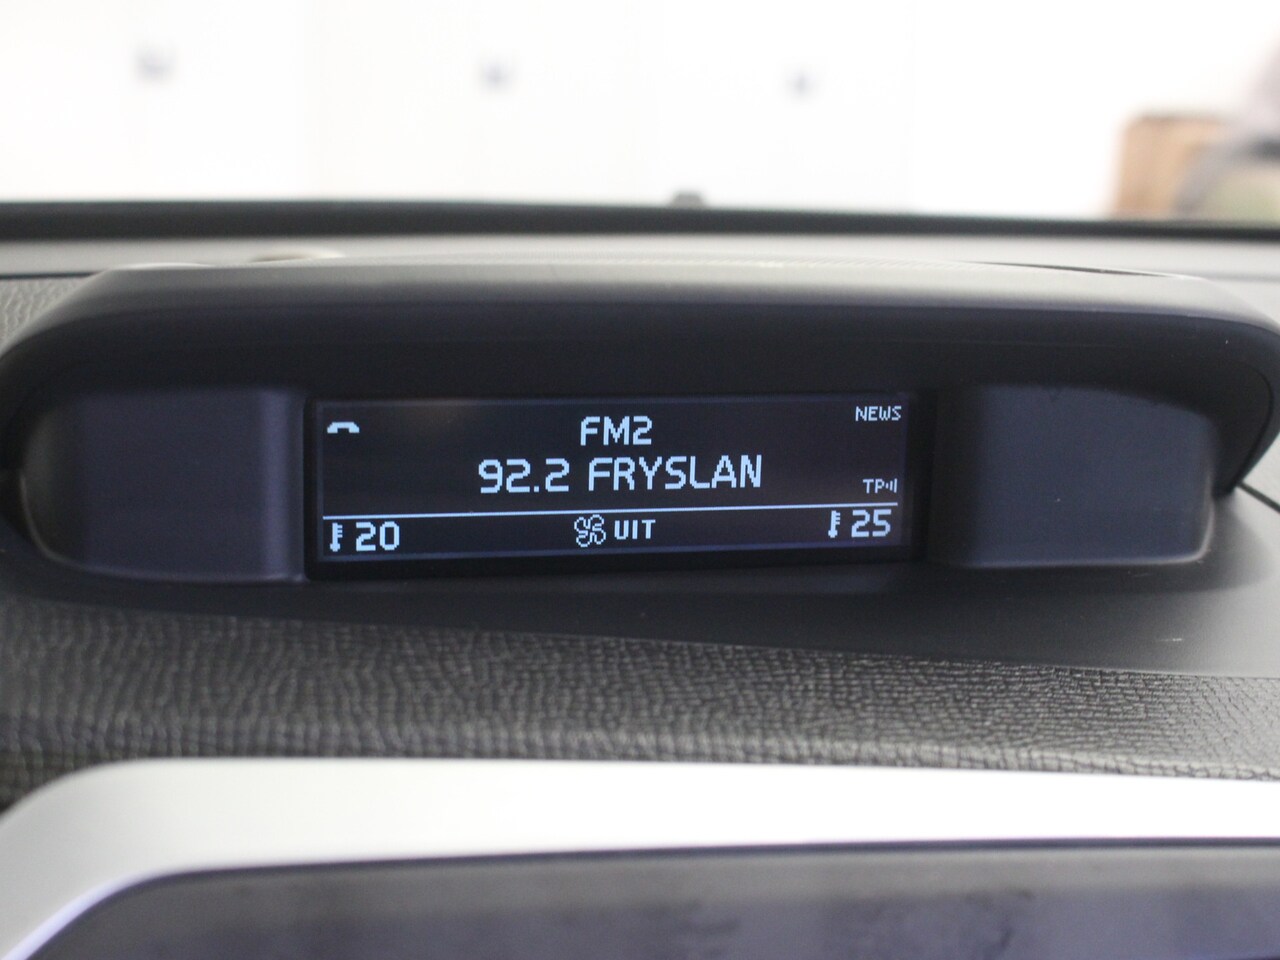 NEWS
FM2
92.2 FRYSLAN
TP
20 UIT 25